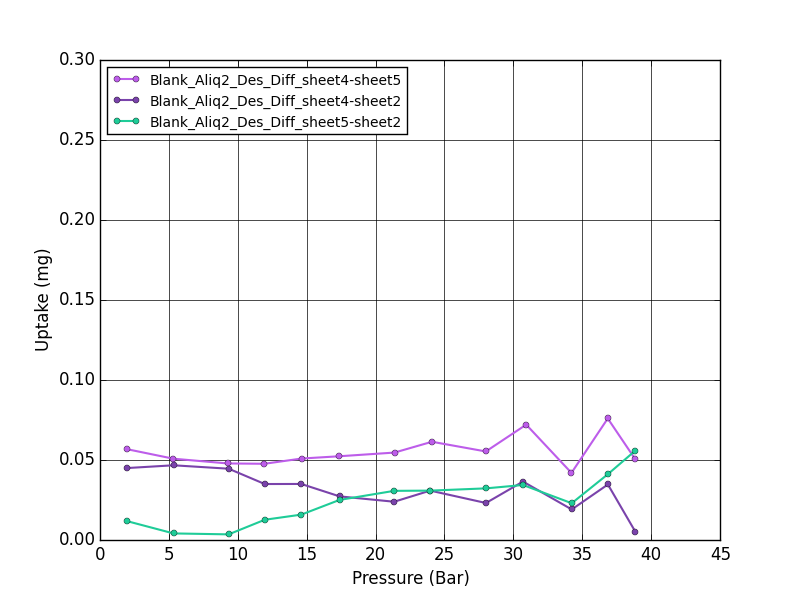 0.30
0.25
0.20
0.15
0.10
0.05
0.00
Uptake (mg)
Blank_Aliq2_Des_Diff_sheet4-sheet5
Blank_Aliq2_Des_Diff_sheet4-sheet2
Blank_Aliq2_Des_Diff_sheet5-sheet2
0 5 10 15 20 25 30 35 40 45
Pressure (Bar)